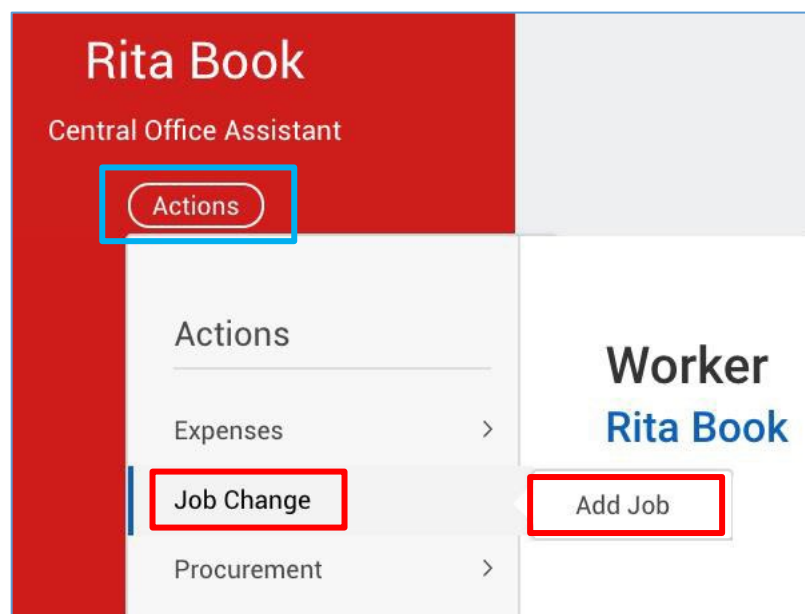 Rita Book
Central Office Assistant
Actions
Actions
Expenses
Job Change
Procurement
Worker
Rita Book
Add Job